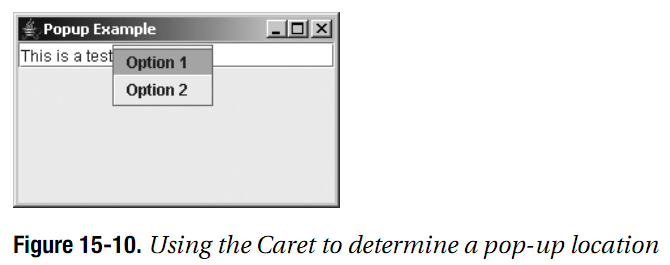 Popup Example
This is a test
Option 1
Option 2
Figure 15-10. Using the Caret to determine a pop-up location